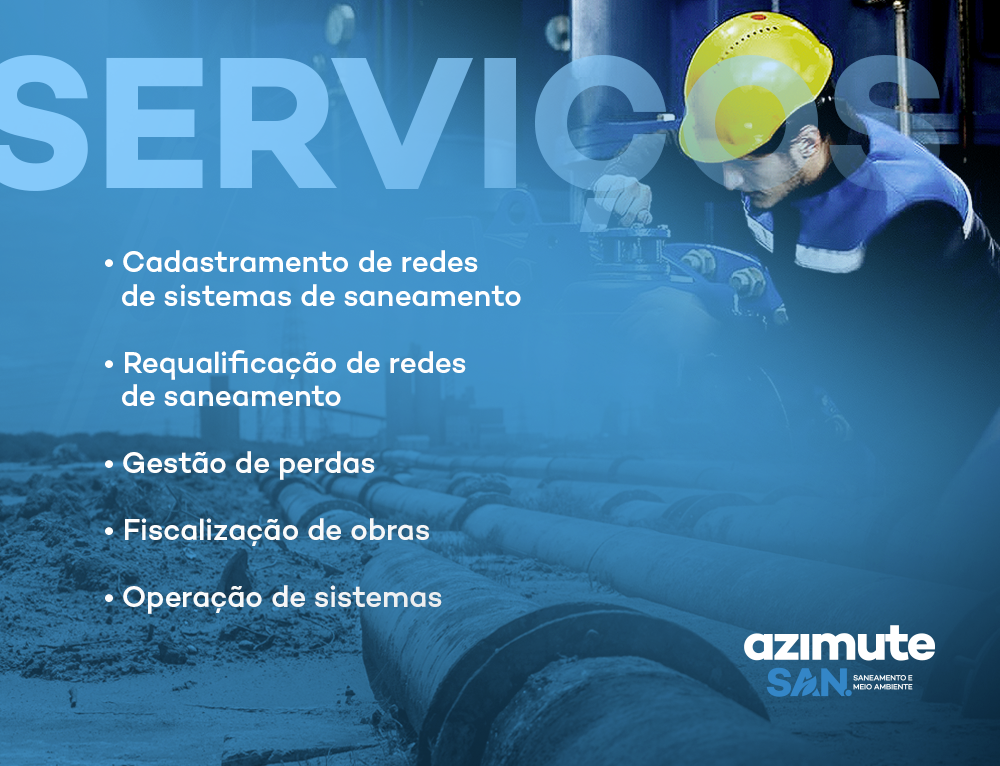 SERVIÇOS
• Cadastramento de redes
de sistemas de saneamento
• Requalificação de redes
de saneamento
• Gestão de perdas
• Fiscalização de obras
• Operação de sistemas
azimute
SAN. SANEAMENTO E
MEIO AMBIENTE